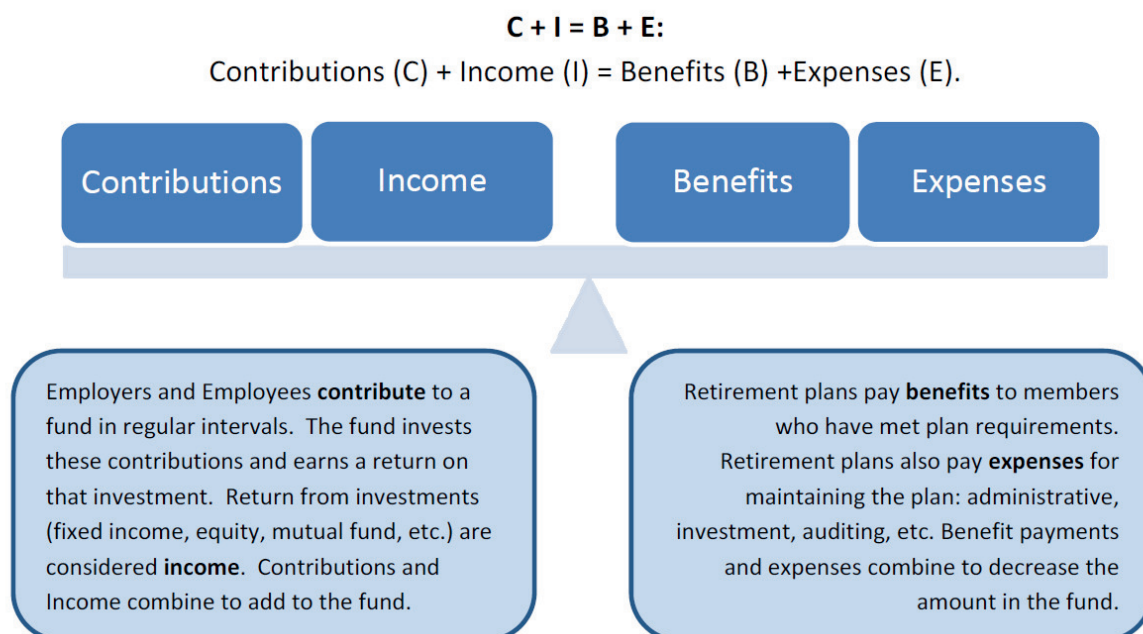 C + I = B + E:
Contributions (C) + Income (I) = Benefits (B) +Expenses (E).
Contributions
Income
Benefits
Expenses
Employers and Employees contribute to a
fund in regular intervals.  The fund invests
these contributions and earns a return on
that investment.  Return from investments
(fixed income, equity, mutual fund, etc.) are
considered income.  Contributions and
Income combine to add to the fund.
Retirement plans pay benefits to members
who have met plan requirements.
Retirement plans also pay expenses for
maintaining the plan: administrative,
investment, auditing, etc. Benefit payments
and expenses combine to decrease the
amount in the fund.